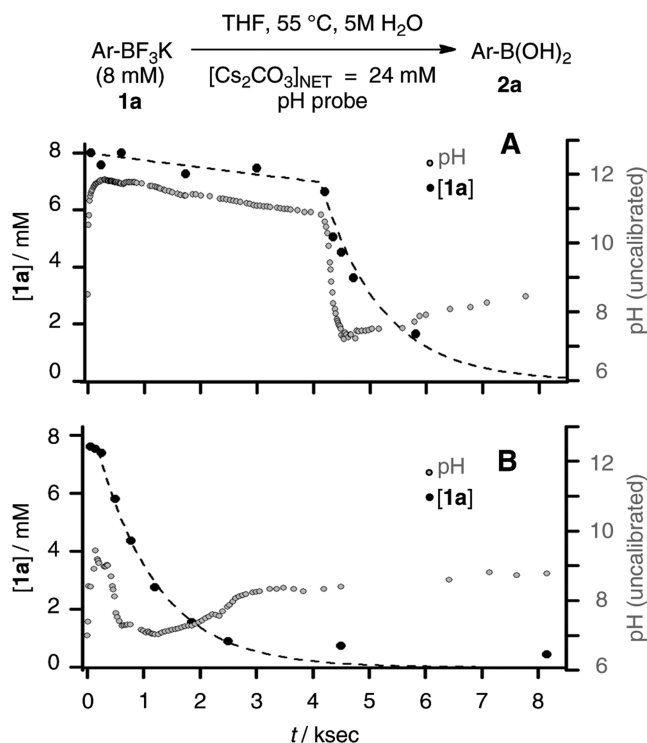 THF, 55 °C, 5M H₂O
Ar-BF₃K
Ar-B(OH)₂
(8 mM)
[Cs₂CO₃]NET = 24 mM
1a
pH probe
2a
A
8
6
4
2
0
[1a] / mM
pH
[1a]
12
10
8
6
pH (uncalibrated)
B
8
6
4
2
0
[1a] / mM
pH
[1a]
12
10
8
6
pH (uncalibrated)
0 1 2 3 4 5 6 7 8
t / ksec